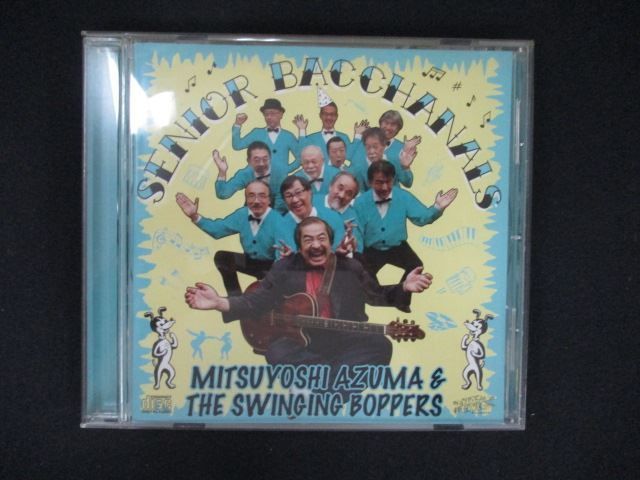 SENIOR BACCHANALS
MITSUYOSHI AZUMA &
THE SWINGING BOPPERS